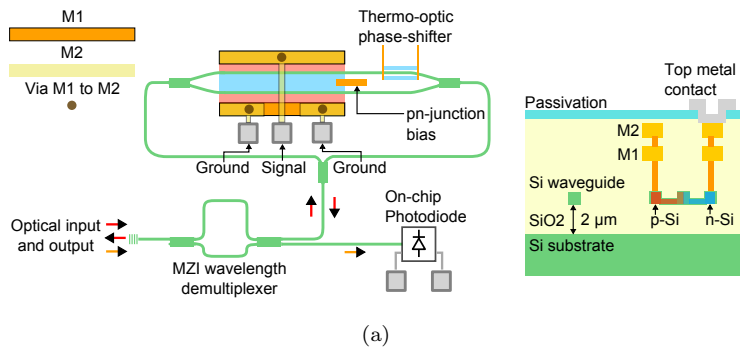 M1
M2
Via M1 to M2
Thermo-optic
phase-shifter
pn-junction
bias
Ground
Signal
Ground
Optical input
and output
MZI wavelength
demultiplexer
On-chip
Photodiode
Top metal
contact
Passivation
M2
M1
Si waveguide
SiO2
2 μm
p-Si
n-Si
Si substrate
(a)